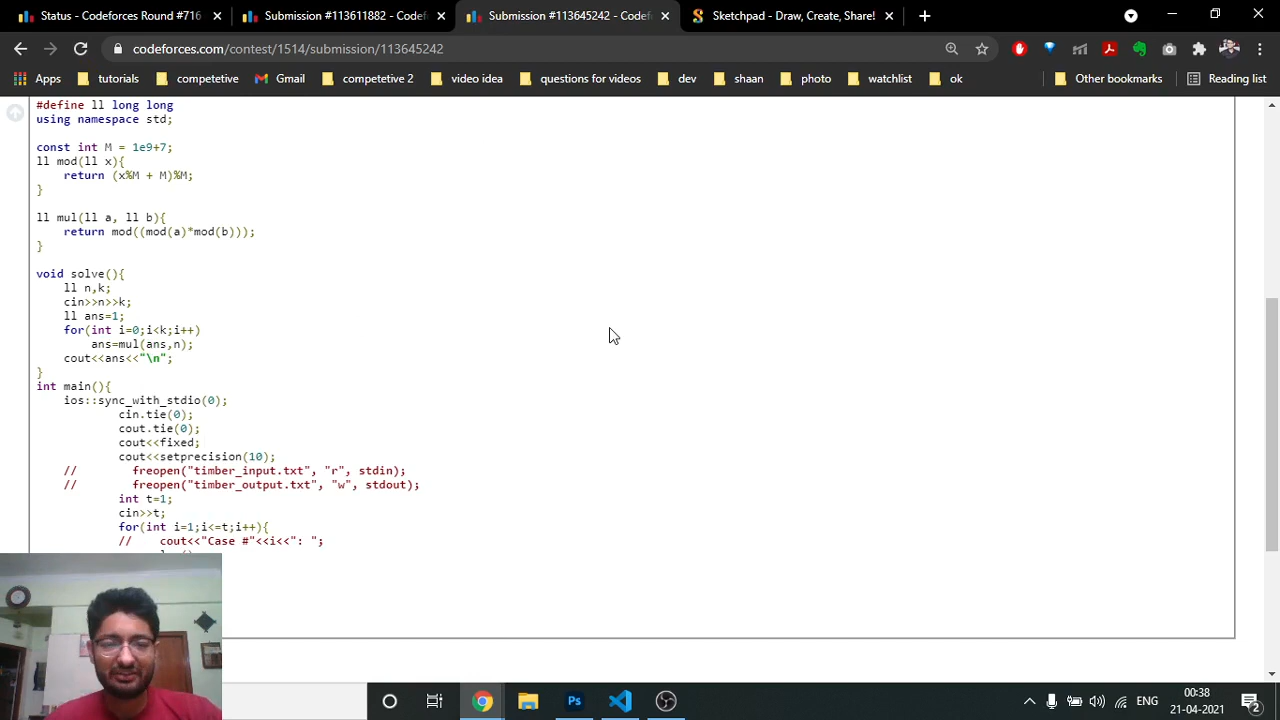 Status - Codeforces Round #716
Submission #113611882 - Codef
Submission #113645242 - Codef
Sketchpad - Draw, Create, Share!
codeforces.com/contest/1514/submission/113645242
Apps
tutorials
competetive
Gmail
competetive 2
video idea
questions for videos
dev
shaan
photo
watchlist
ok
Other bookmarks
Reading list
#define ll long long
using namespace std;
const int M = 1e9+7;
ll mod(ll x){
return (x%M + M)%M;
}
ll mul(ll a, ll b){
return mod((mod(a)*mod(b)));
}
void solve(){
ll n,k;
cin>>n>>k;
ll ans=1;
for(int i=0;i<k;i++)
ans=mul(ans,n);
cout<<ans<<"\n";
}
int main(){
ios::sync_with_stdio(0);
cin.tie(0);
cout.tie(0);
cout<<fixed;
cout<<setprecision(10);
// freopen("timber_input.txt", "r", stdin);
// freopen("timber_output.txt", "w", stdout);
int t=1;
cin>>t;
for(int i=1;i<=t;i++){
// cout<<"Case #"<<i<<": ";
Ps
ENG
00:38
21-04-2021
2